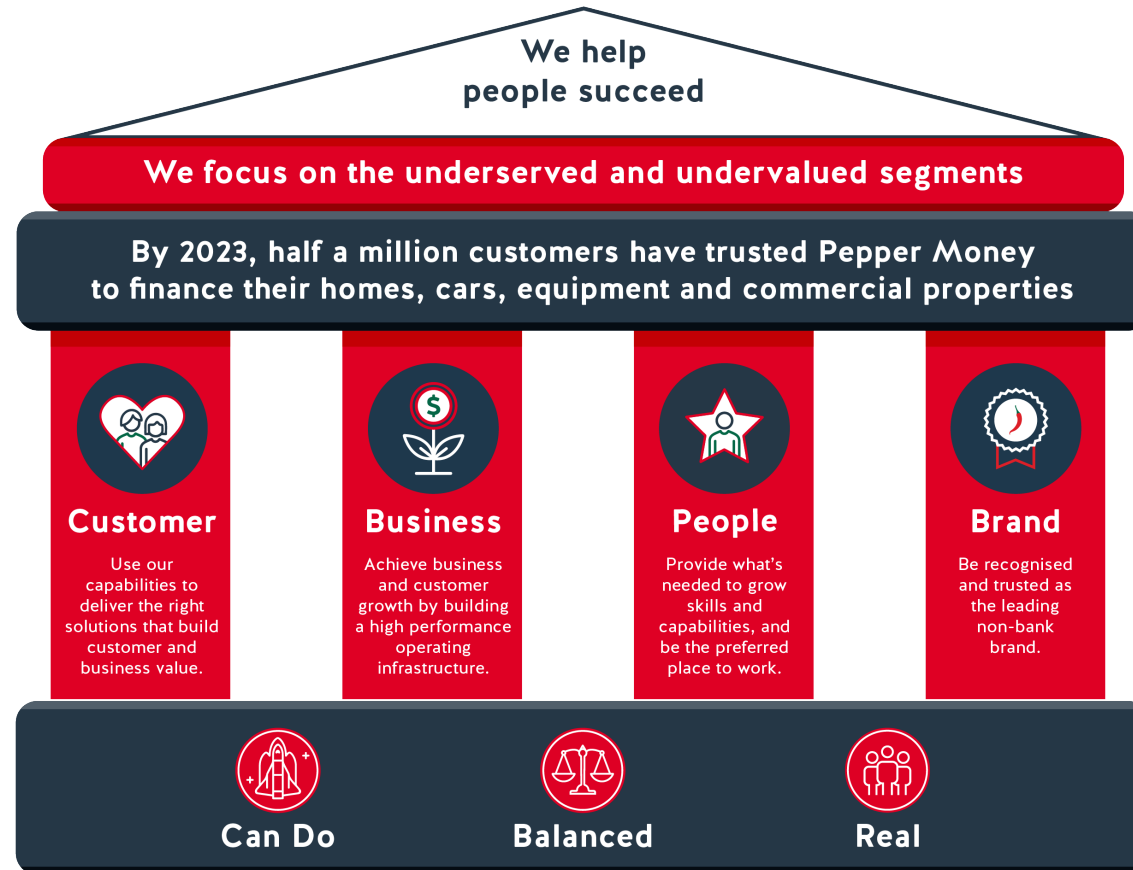 We help
people succeed
We focus on the underserved and undervalued segments
By 2023, half a million customers have trusted Pepper Money
to finance their homes, cars, equipment and commercial properties
$
Customer
Use our
capabilities to
deliver the right
solutions that build
customer and
business value.
Business
Achieve business
and customer
growth by building
a high performance
operating
infrastructure.
People
Provide what's
needed to grow
skills and
capabilities, and
be the preferred
place to work.
Brand
Be recognised
and trusted as
the leading
non-bank
brand.
Can Do
Balanced
Real